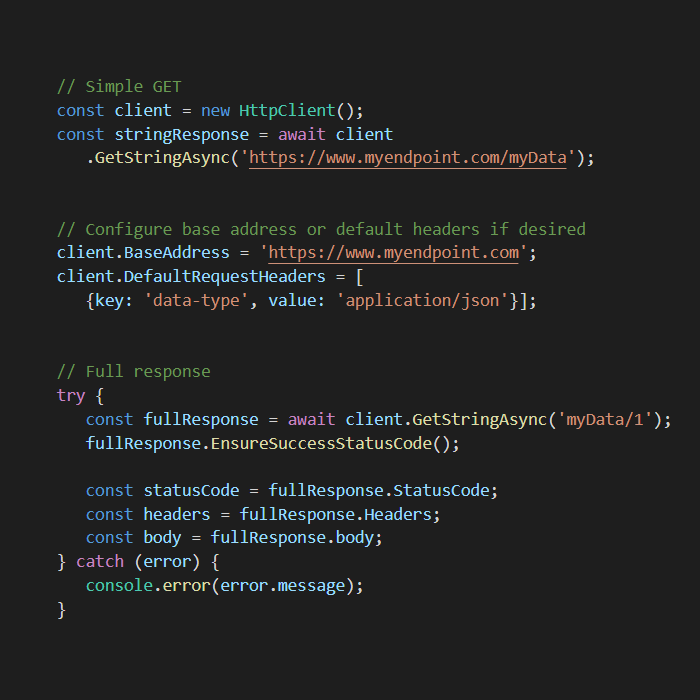 // Simple GET
const client = new HttpClient();
const stringResponse = await client
   .GetStringAsync('https://www.myendpoint.com/myData');
// Configure base address or default headers if desired
client.BaseAddress = 'https://www.myendpoint.com';
client.DefaultRequestHeaders = [
   {key: 'data-type', value: 'application/json'}];
// Full response
try {
   const fullResponse = await client.GetStringAsync('myData/1');
   fullResponse.EnsureSuccessStatusCode();
   const statusCode = fullResponse.StatusCode;
   const headers = fullResponse.Headers;
   const body = fullResponse.body;
} catch (error) {
   console.error(error.message);
}